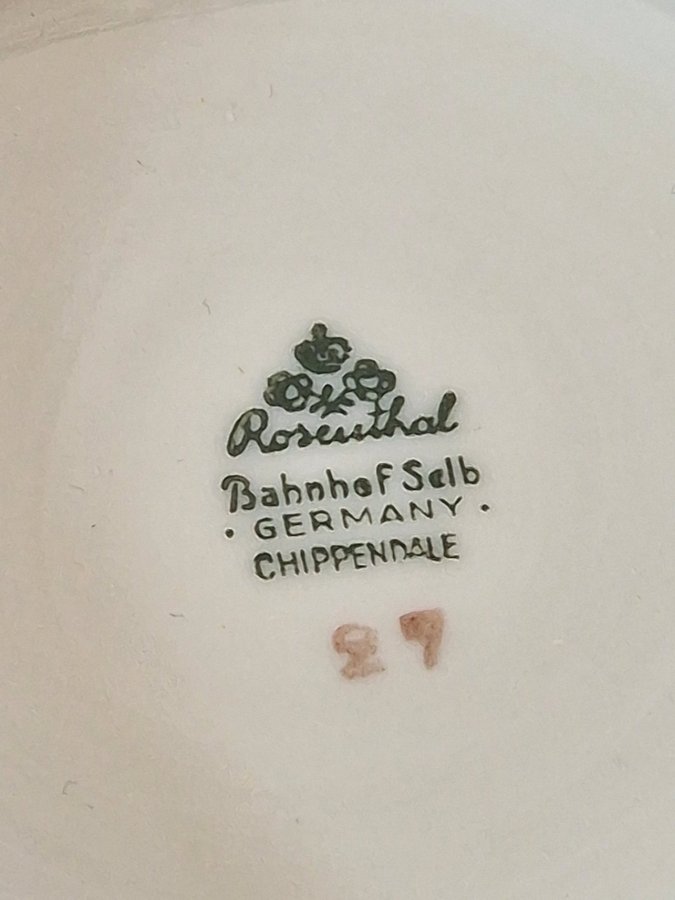 Rosenthal
Bahnhof Selb
· GERMANY ·
CHIPPENDALE
27